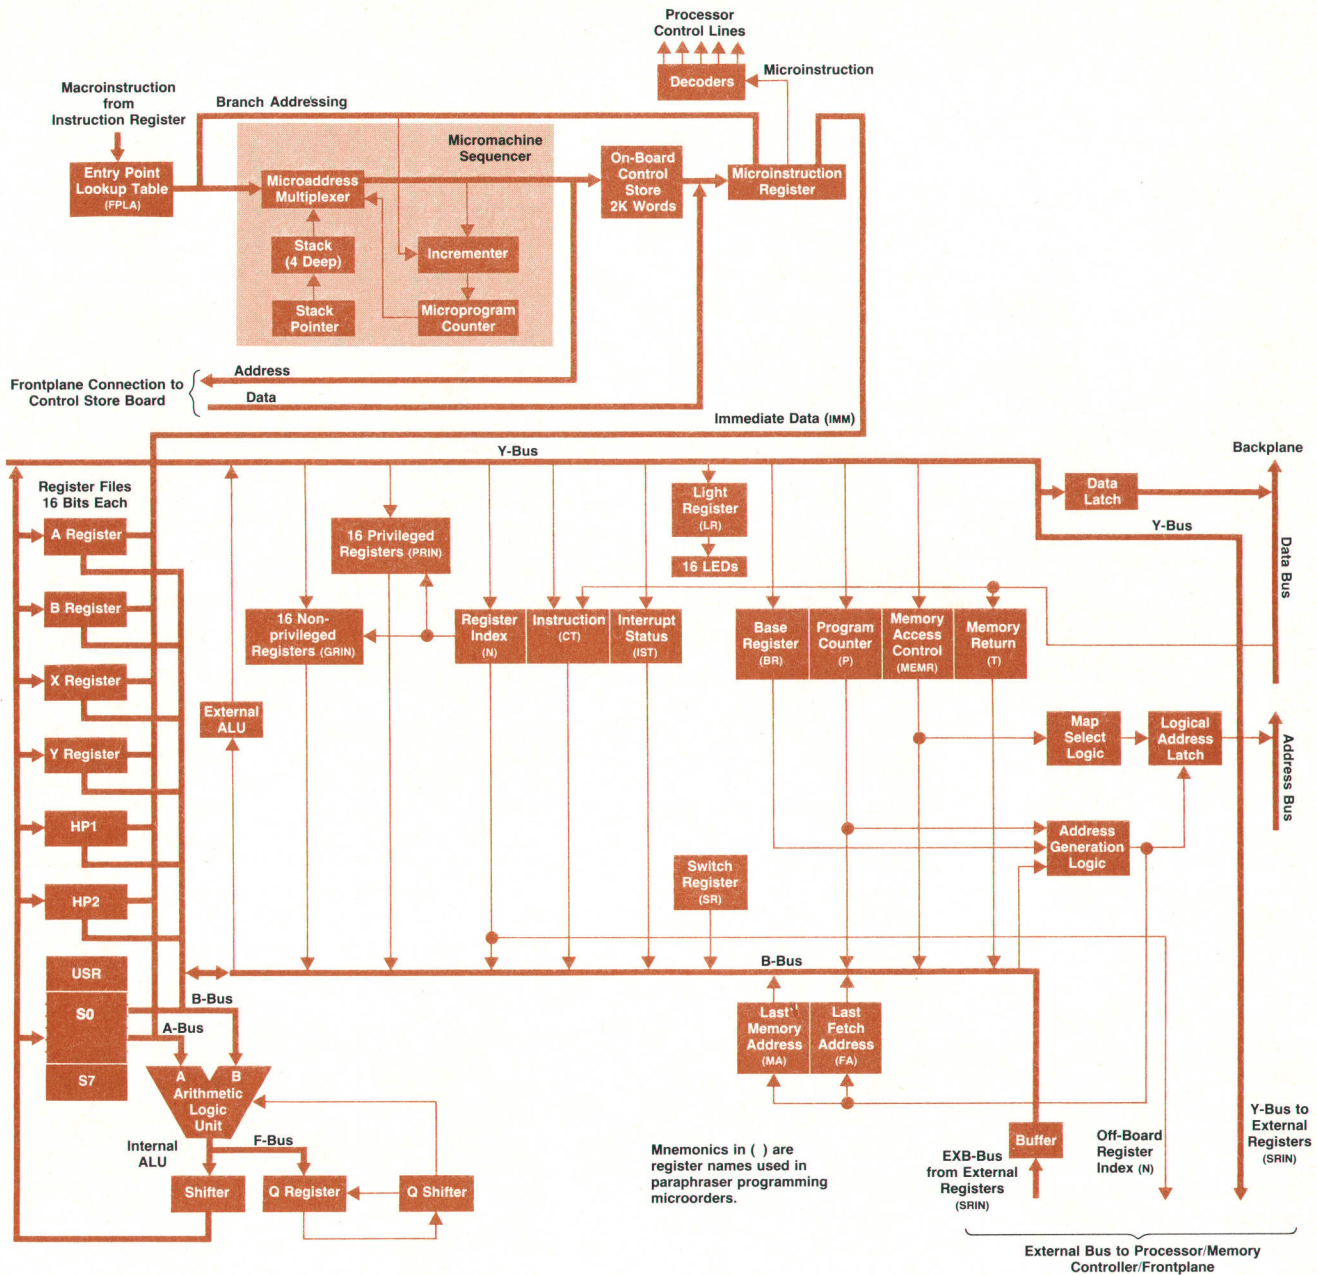 Processor
Control Lines
Decoders
Microinstruction
Macroinstruction
from
Instruction Register
Branch Addressing
Entry Point
Lookup Table
(FPLA)
Micromachine
Sequencer
Microaddress
Multiplexer
Stack
(4 Deep)
Stack
Pointer
Incrementer
Microprogram
Counter
On-Board
Control
Store
2K Words
Microinstruction
Register
Frontplane Connection to
Control Store Board
Address
Data
Immediate Data (IMM)
Y-Bus
Backplane
Register Files
16 Bits Each
A Register
B Register
X Register
Y Register
HP1
HP2
USR
S0
S7
External
ALU
16 Privileged
Registers (PRIN)
16 Non-
privileged
Registers (GRIN)
Register
Index
(N)
Instruction
(CT)
Interrupt
Status
(IST)
Light
Register
(LR)
16 LEDs
Base
Register
(BR)
Program
Counter
(P)
Memory
Access
Control
(MEMR)
Memory
Return
(T)
Data
Latch
Y-Bus
Data Bus
Map
Select
Logic
Logical
Address
Latch
Address Bus
Address
Generation
Logic
Switch
Register
(SR)
B-Bus
B-Bus
A-Bus
A
B
Arithmetic
Logic
Unit
Internal
ALU
F-Bus
Shifter
Q Register
Q Shifter
Last
Memory
Address
(MA)
Last
Fetch
Address
(FA)
Mnemonics in ( ) are
register names used in
paraphraser programming
microorders.
Buffer
EXB-Bus
from External
Registers
(SRIN)
Off-Board
Register
Index (N)
Y-Bus to
External
Registers
(SRIN)
External Bus to Processor/Memory
Controller/Frontplane